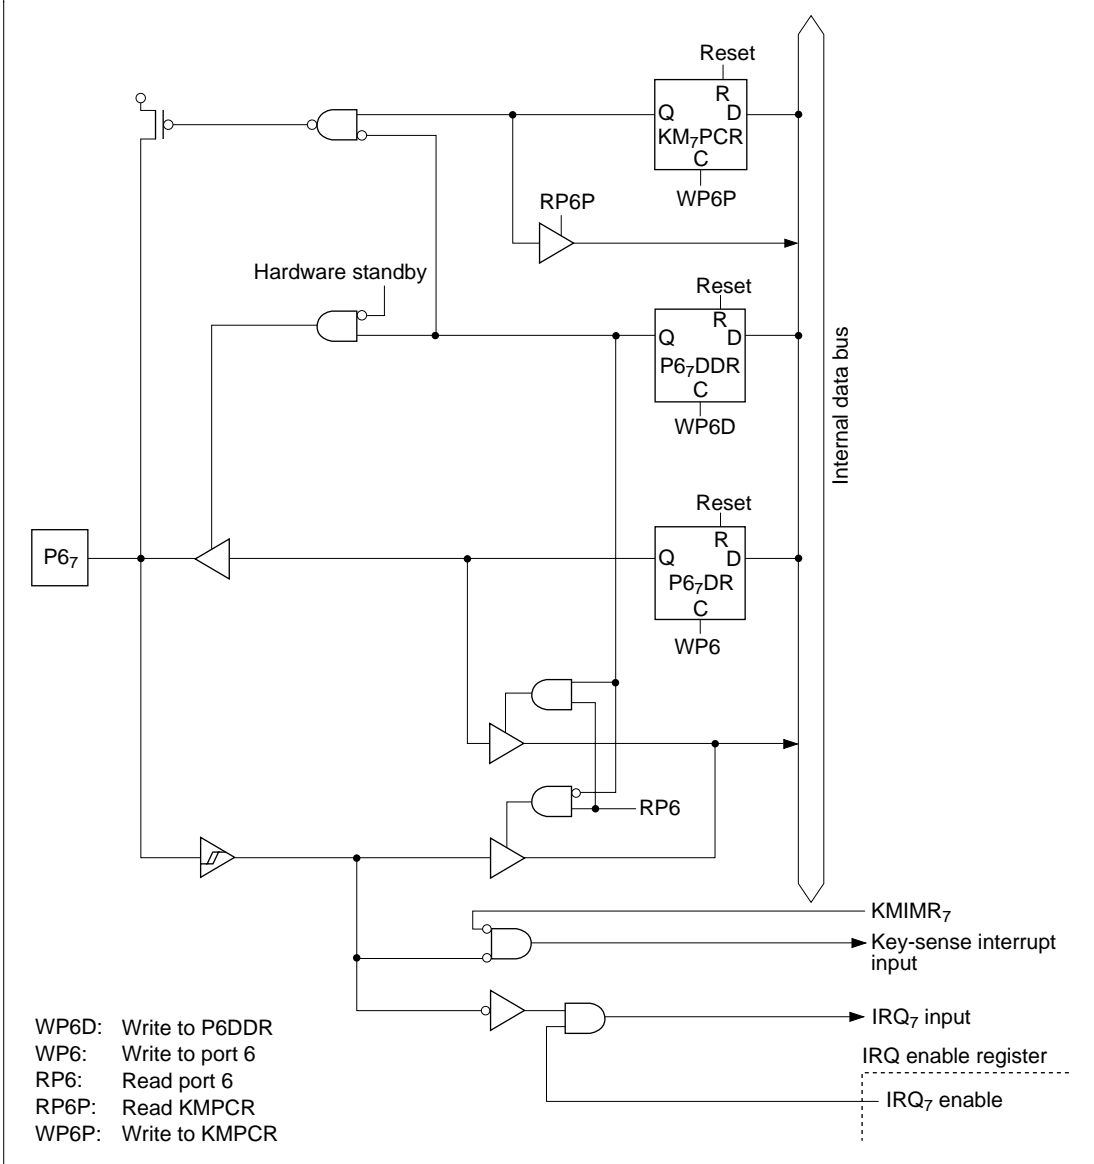 Reset
R
Q D
KM7PCR
C
WP6P
RP6P
Hardware standby
Reset
R
Q D
P67DDR
C
WP6D
Internal data bus
Reset
R
Q D
P67DR
C
WP6
P67
RP6
KMIMR7
Key-sense interrupt
input
IRQ7 input
IRQ enable register
IRQ7 enable
WP6D: Write to P6DDR
WP6: Write to port 6
RP6: Read port 6
RP6P: Read KMPCR
WP6P: Write to KMPCR